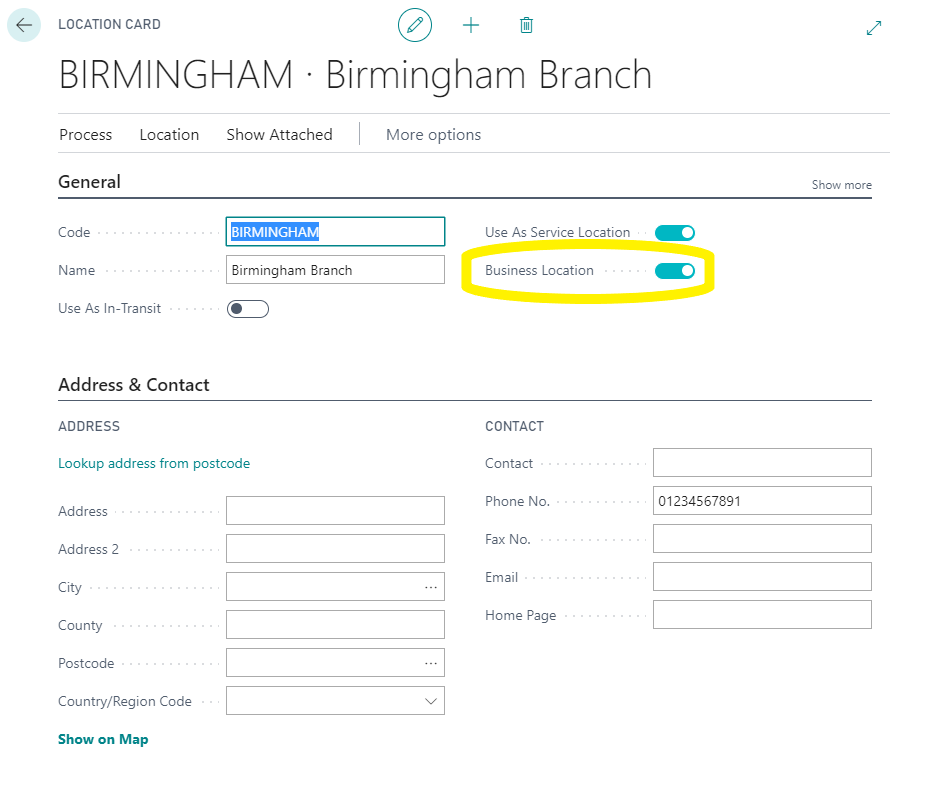 LOCATION CARD
BIRMINGHAM · Birmingham Branch
Process Location Show Attached More options
General
Show more
Code BIRMINGHAM
Name Birmingham Branch
Use As In-Transit
Use As Service Location
Business Location
Address & Contact
ADDRESS
Lookup address from postcode
Address
Address 2
City ...
County
Postcode ...
Country/Region Code
Show on Map
CONTACT
Contact
Phone No. 01234567891
Fax No.
Email
Home Page